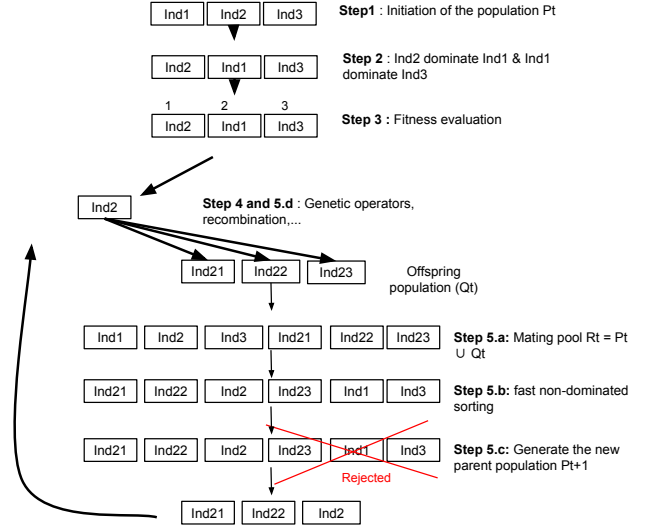 Ind1 Ind2 Ind3 Step1 : Initiation of the population Pt
Ind2 Ind1 Ind3 Step 2 : Ind2 dominate Ind1 & Ind1
dominate Ind3
1 2 3
Ind2 Ind1 Ind3 Step 3 : Fitness evaluation
Ind2 Step 4 and 5.d : Genetic operators,
recombination,...
Ind21 Ind22 Ind23 Offspring
population (Qt)
Ind1 Ind2 Ind3 Ind21 Ind22 Ind23 Step 5.a: Mating pool Rt = Pt
∪ Qt
Ind21 Ind22 Ind2 Ind23 Ind1 Ind3 Step 5.b: fast non-dominated
sorting
Ind21 Ind22 Ind2 Ind23 Ind1 Ind3 Step 5.c: Generate the new
parent population Pt+1
Rejected
Ind21 Ind22 Ind2